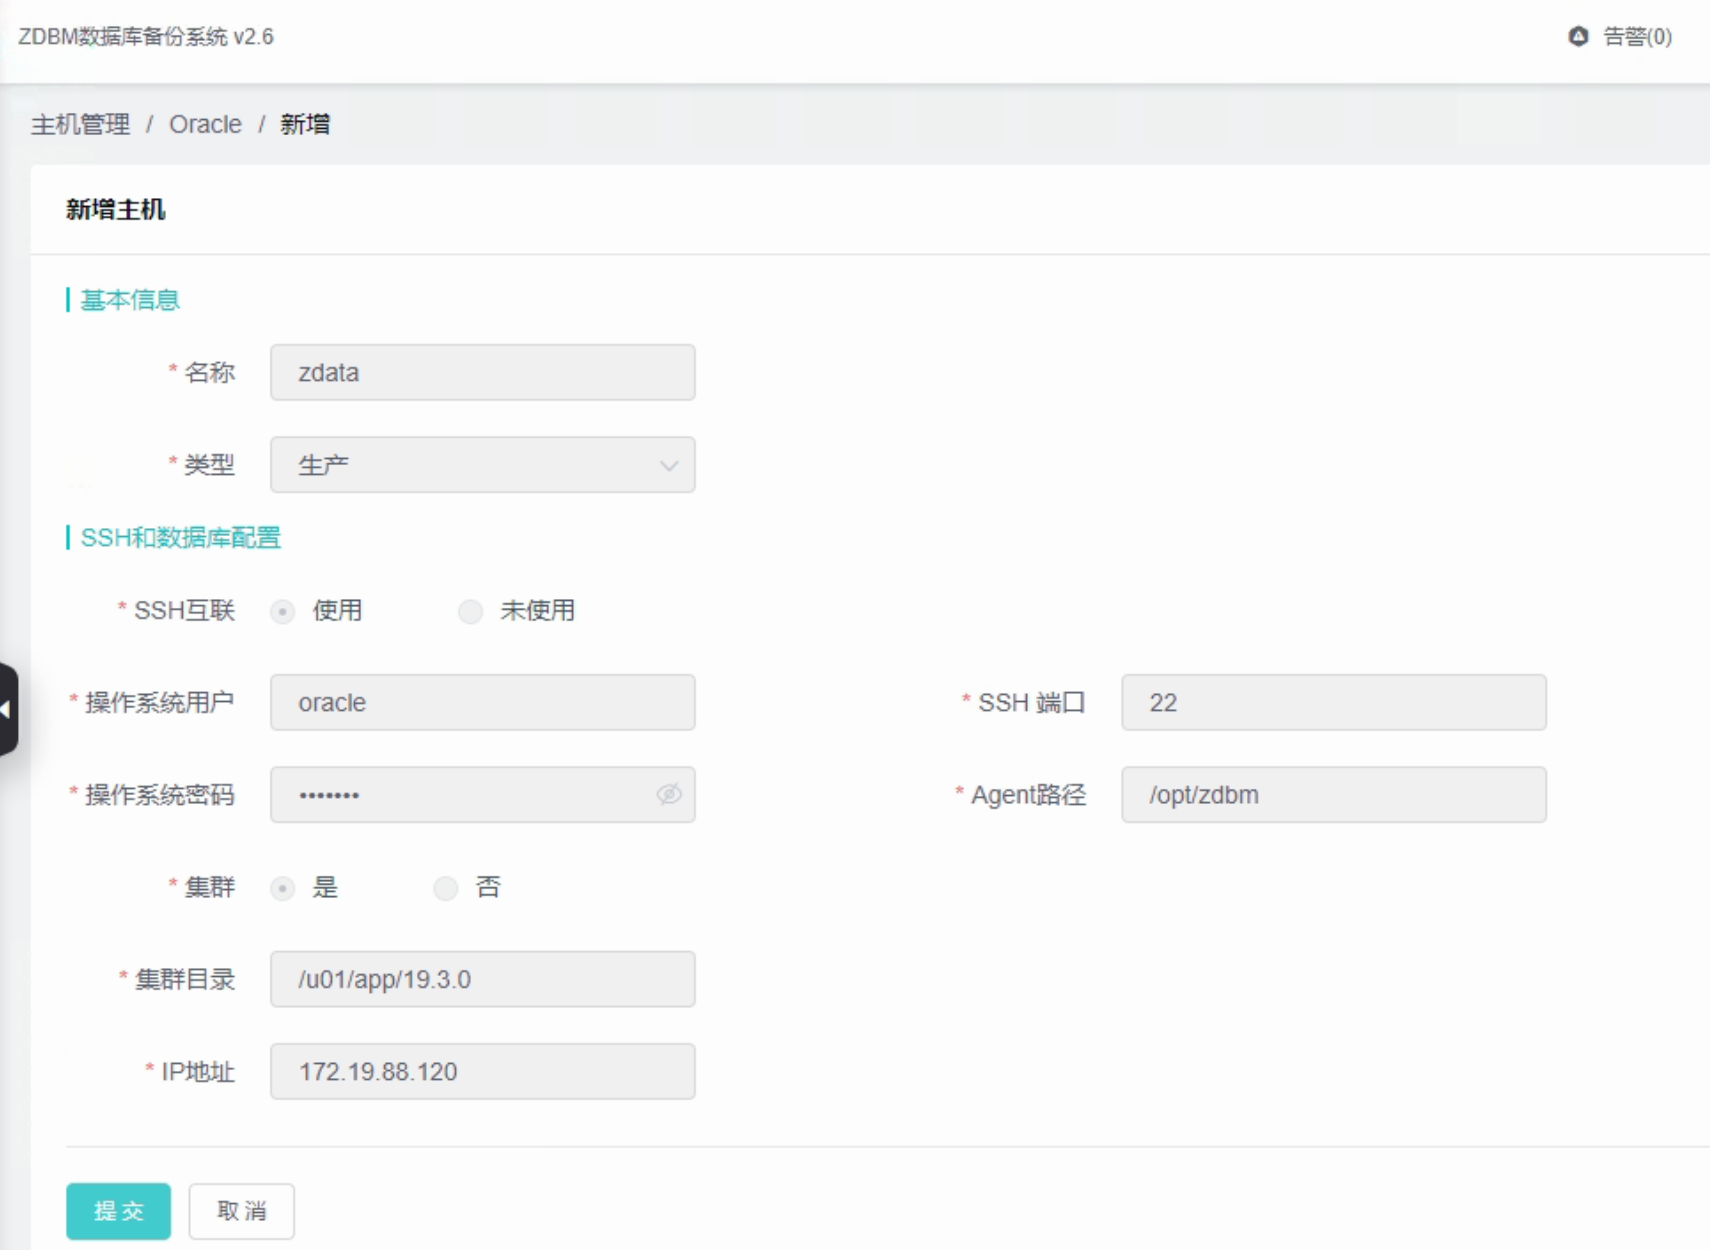 ZDBM数据库备份系统 v2.6
告警(0)
主机管理 / Oracle / 新增
新增主机
基本信息
* 名称 zdata
* 类型 生产
SSH和数据库配置
* SSH互联 使用 未使用
* 操作系统用户 oracle * SSH 端口 22
* 操作系统密码 ••••••• * Agent路径 /opt/zdbm
* 集群 是 否
* 集群目录 /u01/app/19.3.0
* IP地址 172.19.88.120
提交 取消